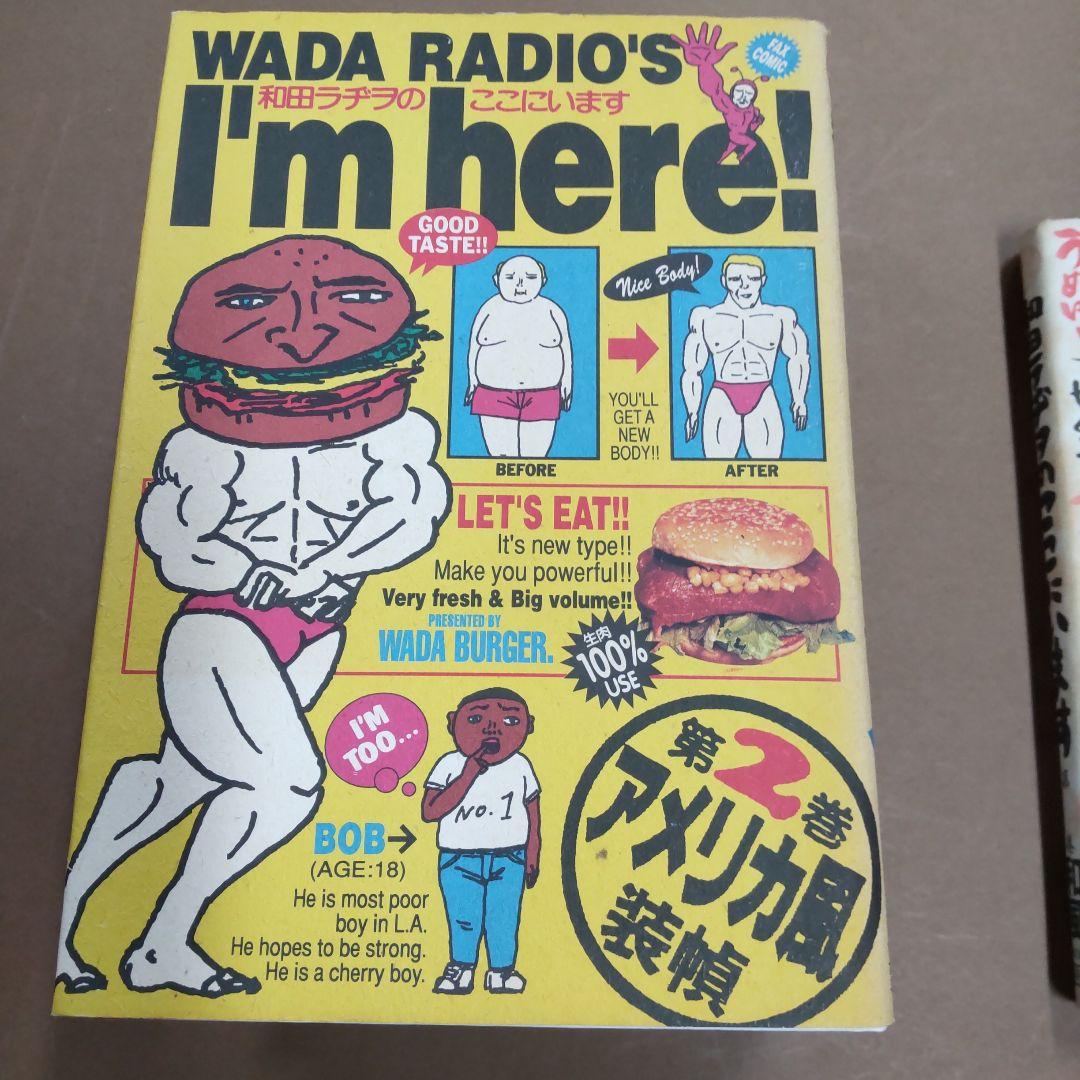 WADA RADIO'S
FAX
COMIC
和田ラヂヲの ここにいます
I'm here!
GOOD
TASTE!!
Nice Body!
YOU'LL
GET A
NEW
BODY!!
BEFORE
AFTER
LET'S EAT!!
It's new type!!
Make you powerful!!
Very fresh & Big volume!!
PRESENTED BY
WADA BURGER.
生肉
100%
USE
I'M
TOO...
NO.1
BOB→
(AGE:18)
He is most poor
boy in L.A.
He hopes to be strong.
He is a cherry boy.
第2巻
アメリカ風
装幀